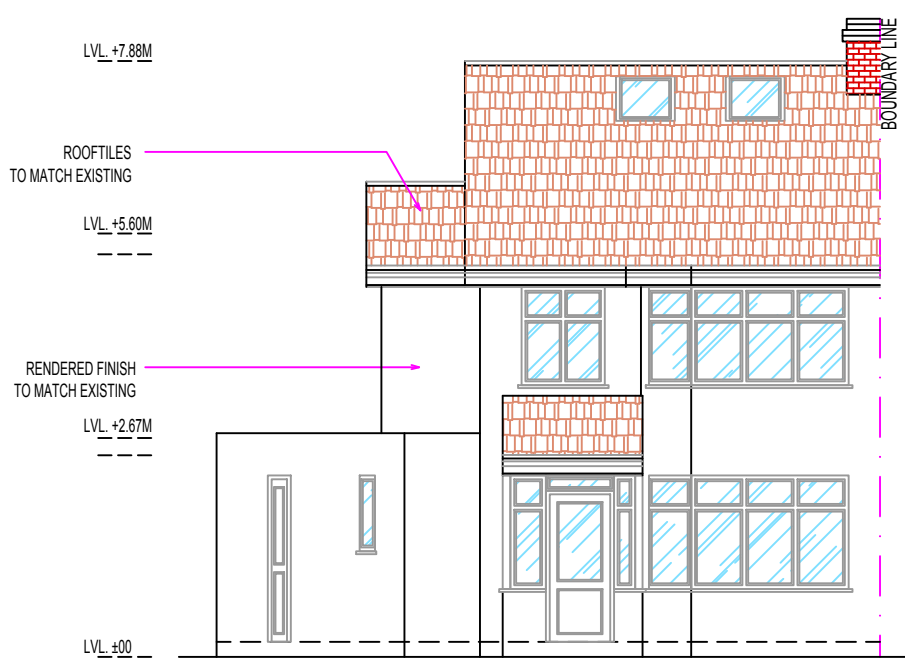 LVL. +7.88M
BOUNDARY LINE
ROOFTILES
TO MATCH EXISTING
LVL. +5.60M
RENDERED FINISH
TO MATCH EXISTING
LVL. +2.67M
LVL. ±00